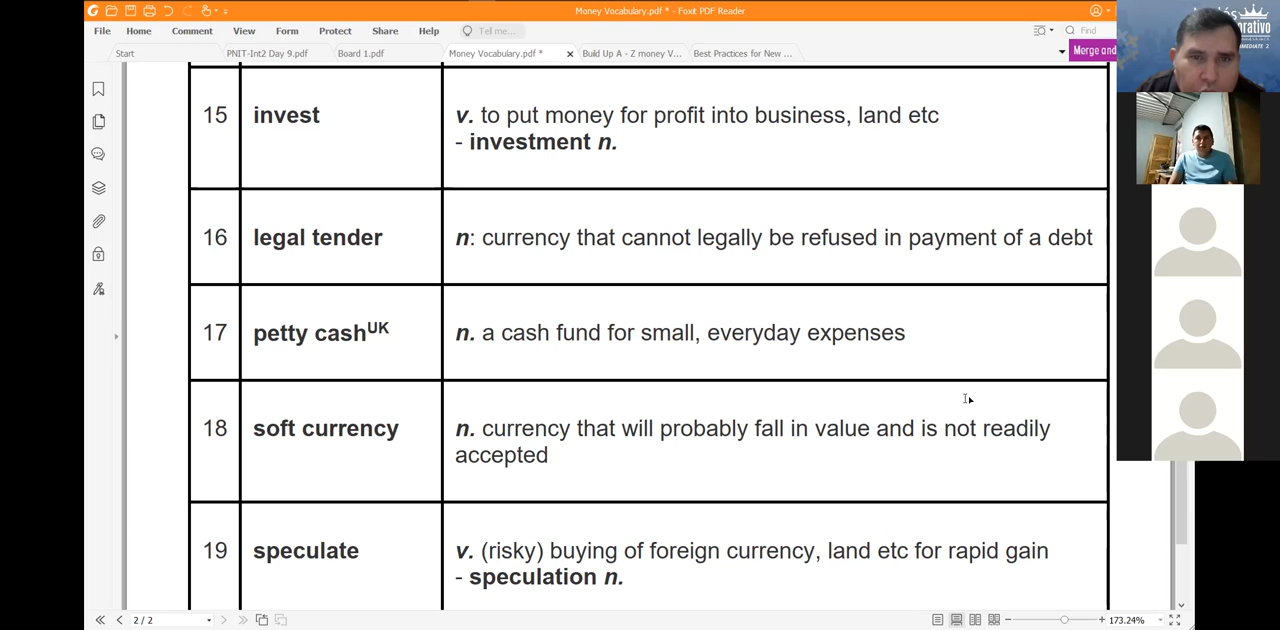 Money Vocabulary.pdf * - Foxit PDF Reader
File Home Comment View Form Protect Share Help Tell me... Find
Start PNIT-Int2 Day 9.pdf Board 1.pdf Money Vocabulary.pdf * Build Up A - Z money V... Best Practices for New ... Merge and
15 invest v. to put money for profit into business, land etc
- investment n.
16 legal tender n: currency that cannot legally be refused in payment of a debt
17 petty cashUK n. a cash fund for small, everyday expenses
18 soft currency n. currency that will probably fall in value and is not readily
accepted
19 speculate v. (risky) buying of foreign currency, land etc for rapid gain
- speculation n.
2 / 2 173.24%